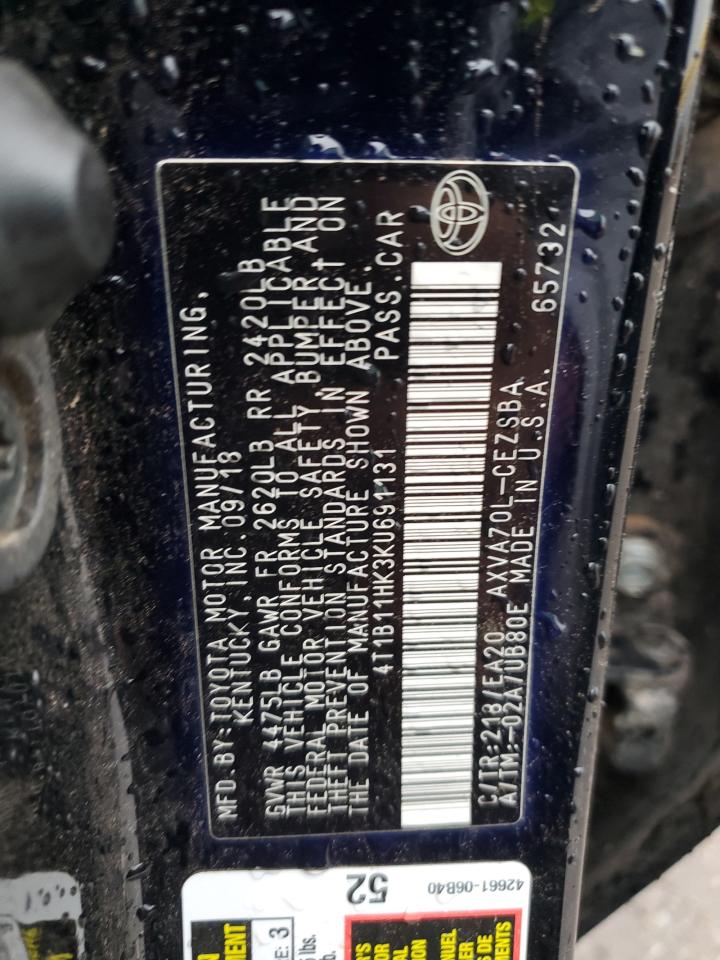 MFD.BY:TOYOTA MOTOR MANUFACTURING,
KENTUCKY, INC. 09/18
GVWR 4475LB GAWR FR 2620LB RR 2420LB
THIS VEHICLE CONFORMS TO ALL APPLICABLE
FEDERAL MOTOR VEHICLE SAFETY, BUMPER, AND
THEFT PREVENTION STANDARDS IN EFFECT ON
THE DATE OF MANUFACTURE SHOWN ABOVE.
4T1B11HK3KU691131 PASS.CAR
C/TR:218/EA20 AXVA70L-CEZSBA
A/TM:-02A/UB80E MADE IN U.S.A. 65732
52
42661-06B40
E: 3
lbs.
MENTS